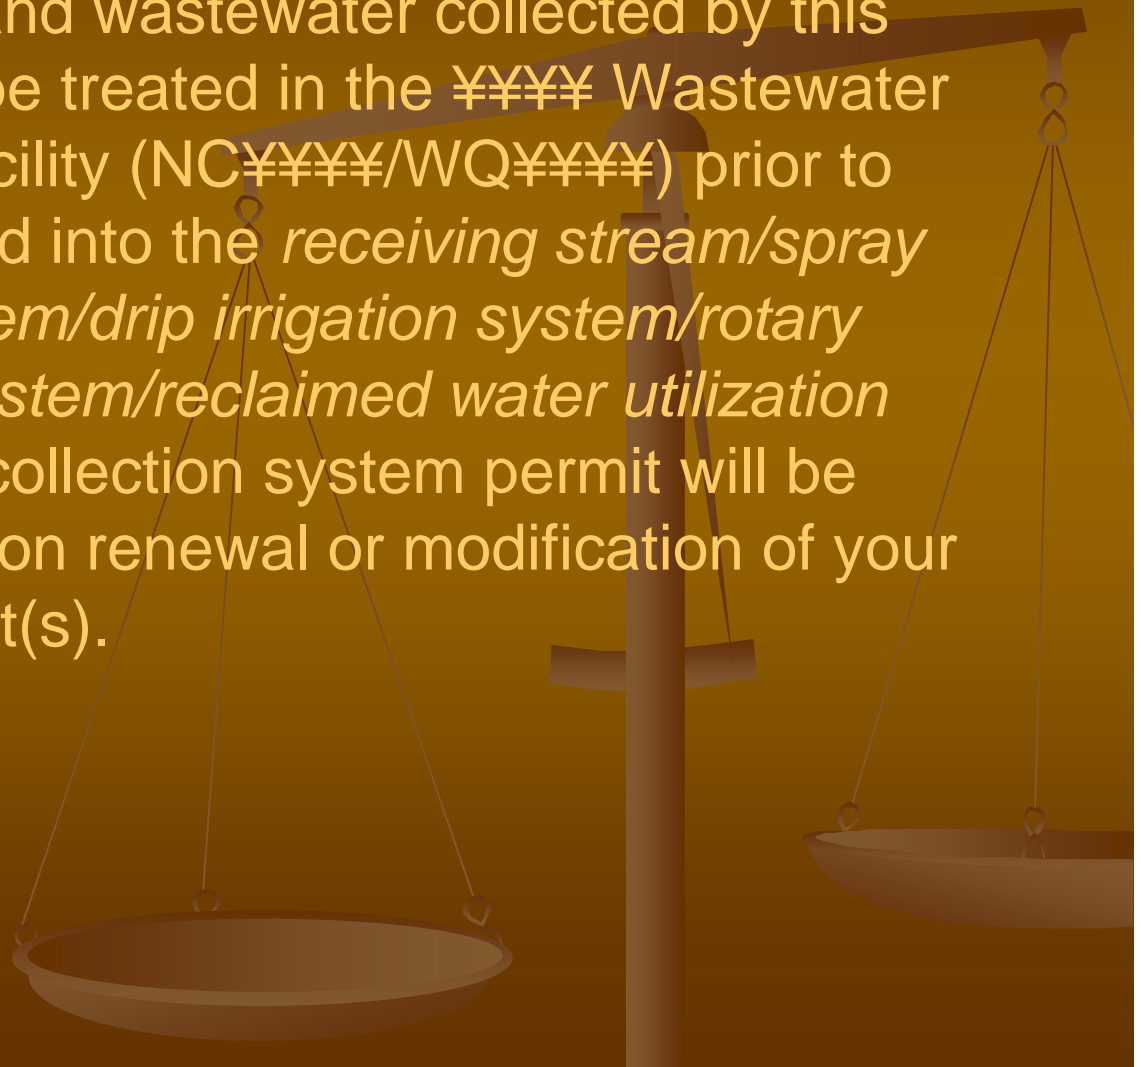 and wastewater collected by this
be treated in the ¥¥¥¥ Wastewater
cility (NC¥¥¥¥/WQ¥¥¥¥) prior to
d into the receiving stream/spray
em/drip irrigation system/rotary
stem/reclaimed water utilization
collection system permit will be
on renewal or modification of your
t(s).